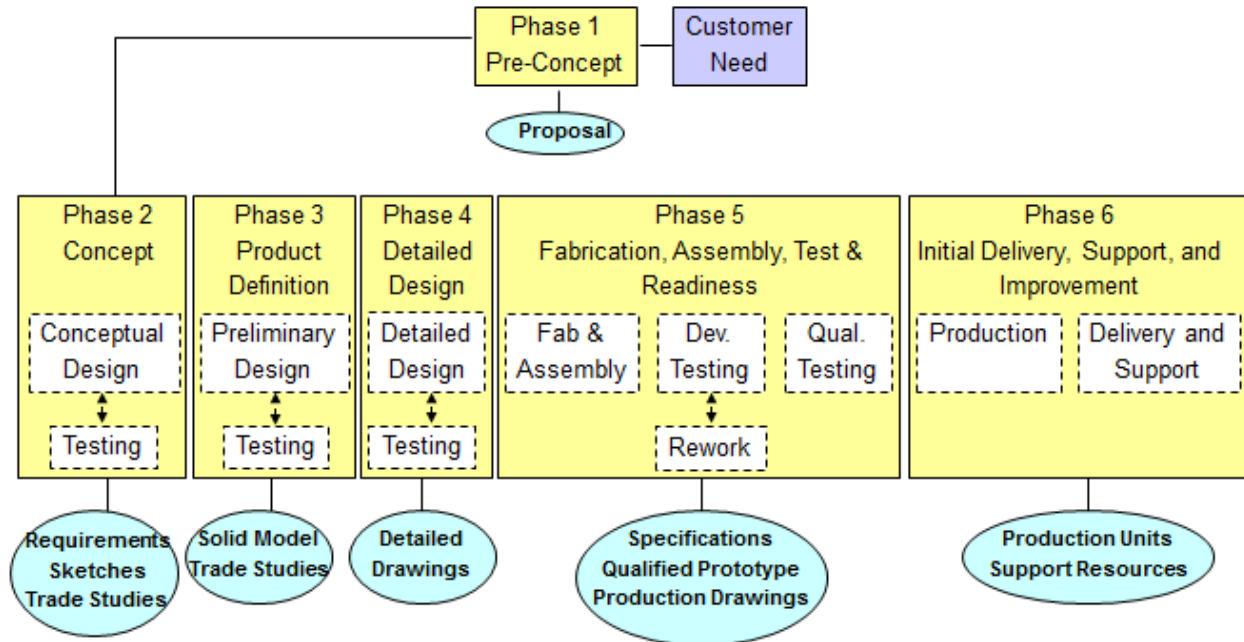 Phase 1
Pre-Concept
Customer
Need
Proposal
Phase 2
Concept
Conceptual
Design
Testing
Requirements
Sketches
Trade Studies
Phase 3
Product
Definition
Preliminary
Design
Testing
Solid Model
Trade Studies
Phase 4
Detailed
Design
Detailed
Design
Testing
Detailed
Drawings
Phase 5
Fabrication, Assembly, Test &
Readiness
Fab &
Assembly
Dev.
Testing
Qual.
Testing
Rework
Specifications
Qualified Prototype
Production Drawings
Phase 6
Initial Delivery, Support, and
Improvement
Production
Delivery and
Support
Production Units
Support Resources